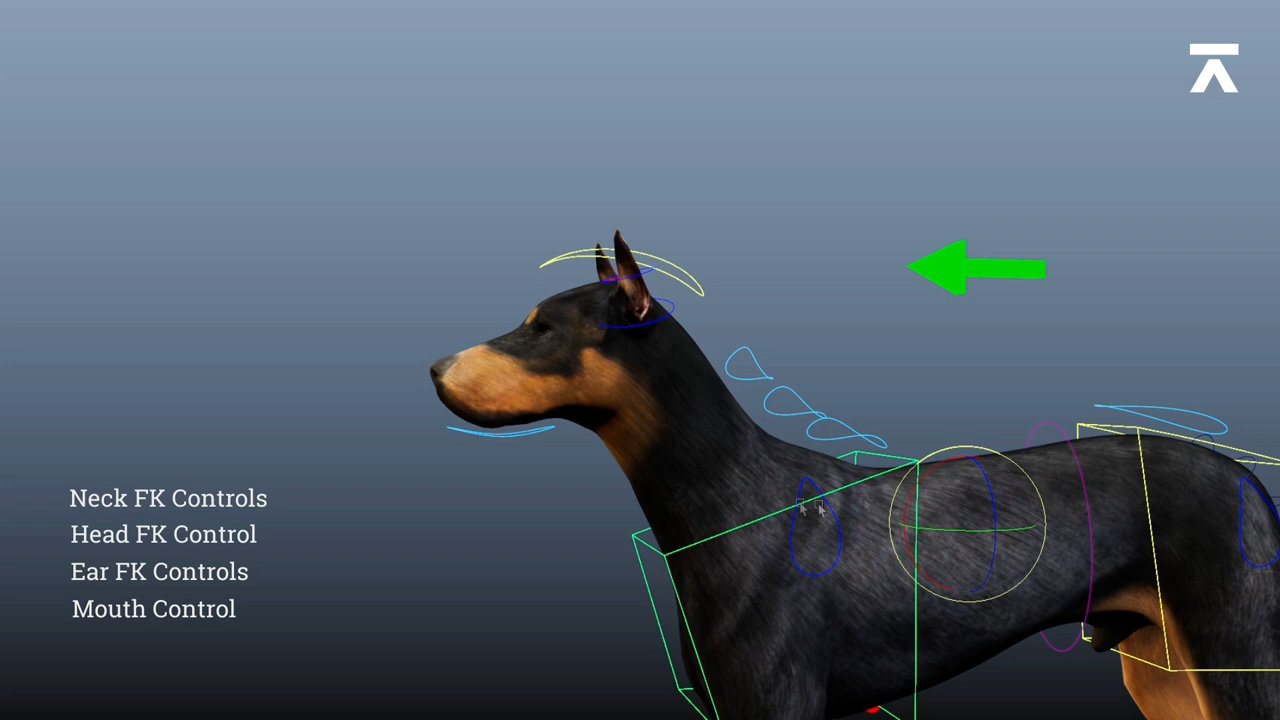 Neck FK Controls
Head FK Control
Ear FK Controls
Mouth Control